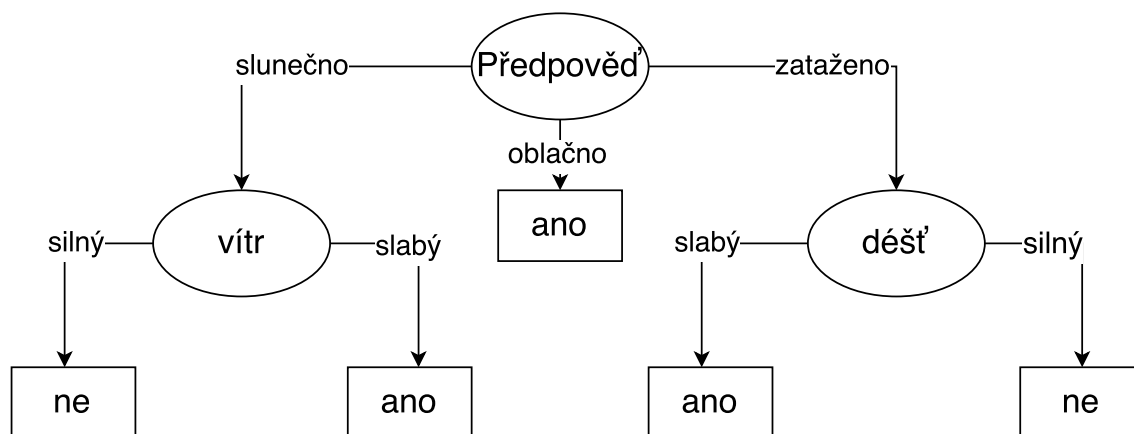 slunečno
Předpověď
zataženo
oblačno
ano
silný
vítr
slabý
slabý
déšť
silný
ne
ano
ano
ne